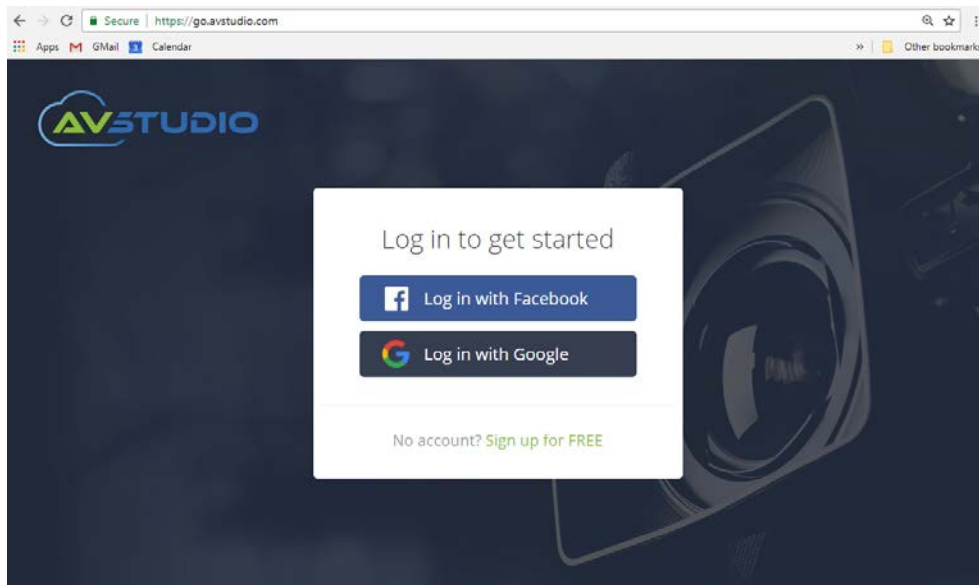 Secure | https://go.avstudio.com
Apps GMail Calendar » Other bookmarks
AVSTUDIO
Log in to get started
Log in with Facebook
Log in with Google
No account? Sign up for FREE